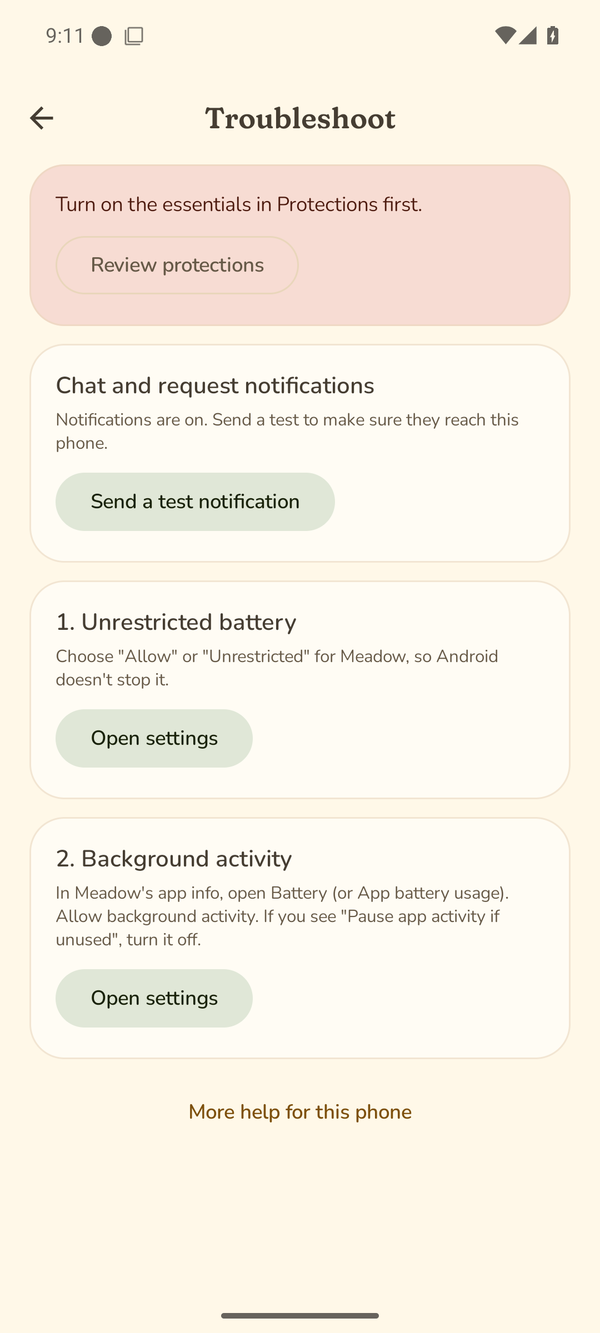 9:11
Troubleshoot
Turn on the essentials in Protections first.
Review protections
Chat and request notifications
Notifications are on. Send a test to make sure they reach this
phone.
Send a test notification
1. Unrestricted battery
Choose "Allow" or "Unrestricted" for Meadow, so Android
doesn't stop it.
Open settings
2. Background activity
In Meadow's app info, open Battery (or App battery usage).
Allow background activity. If you see "Pause app activity if
unused", turn it off.
Open settings
More help for this phone